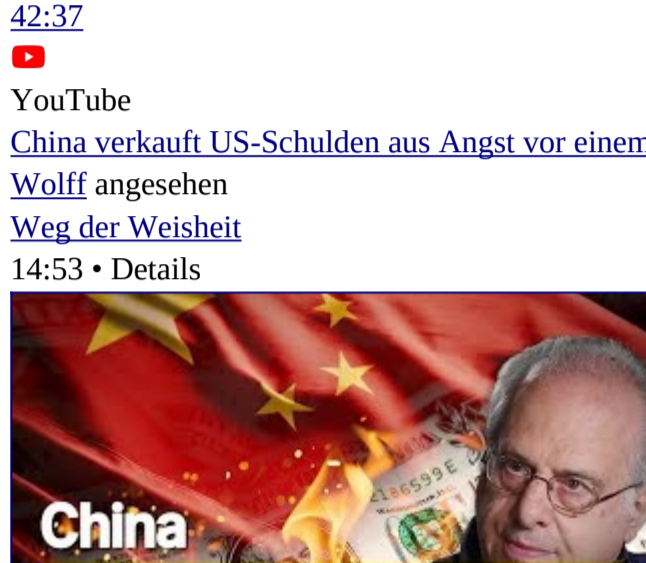 42:37
YouTube
China verkauft US-Schulden aus Angst vor einem
Wolff angesehen
Weg der Weisheit
14:53 • Details
2186599E
China